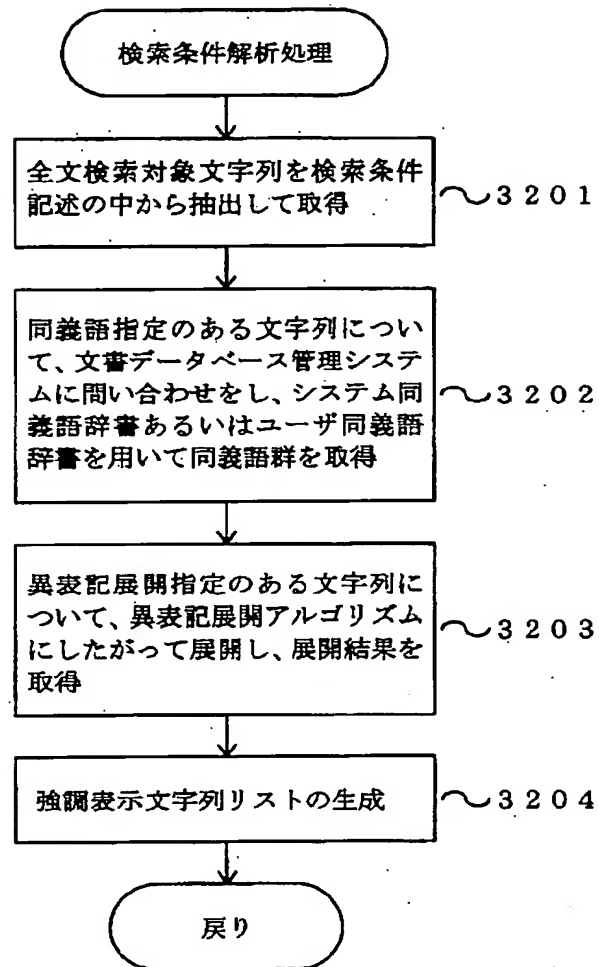 検索条件解析処理
全文検索対象文字列を検索条件
記述の中から抽出して取得
～3201
同義語指定のある文字列につい
て、文書データベース管理システ
ムに問い合わせをし、システム同
義語辞書あるいはユーザ同義語
辞書を用いて同義語群を取得
～3202
異表記展開指定のある文字列に
ついて、異表記展開アルゴリズム
にしたがって展開し、展開結果を
取得
～3203
強調表示文字列リストの生成
～3204
戻り